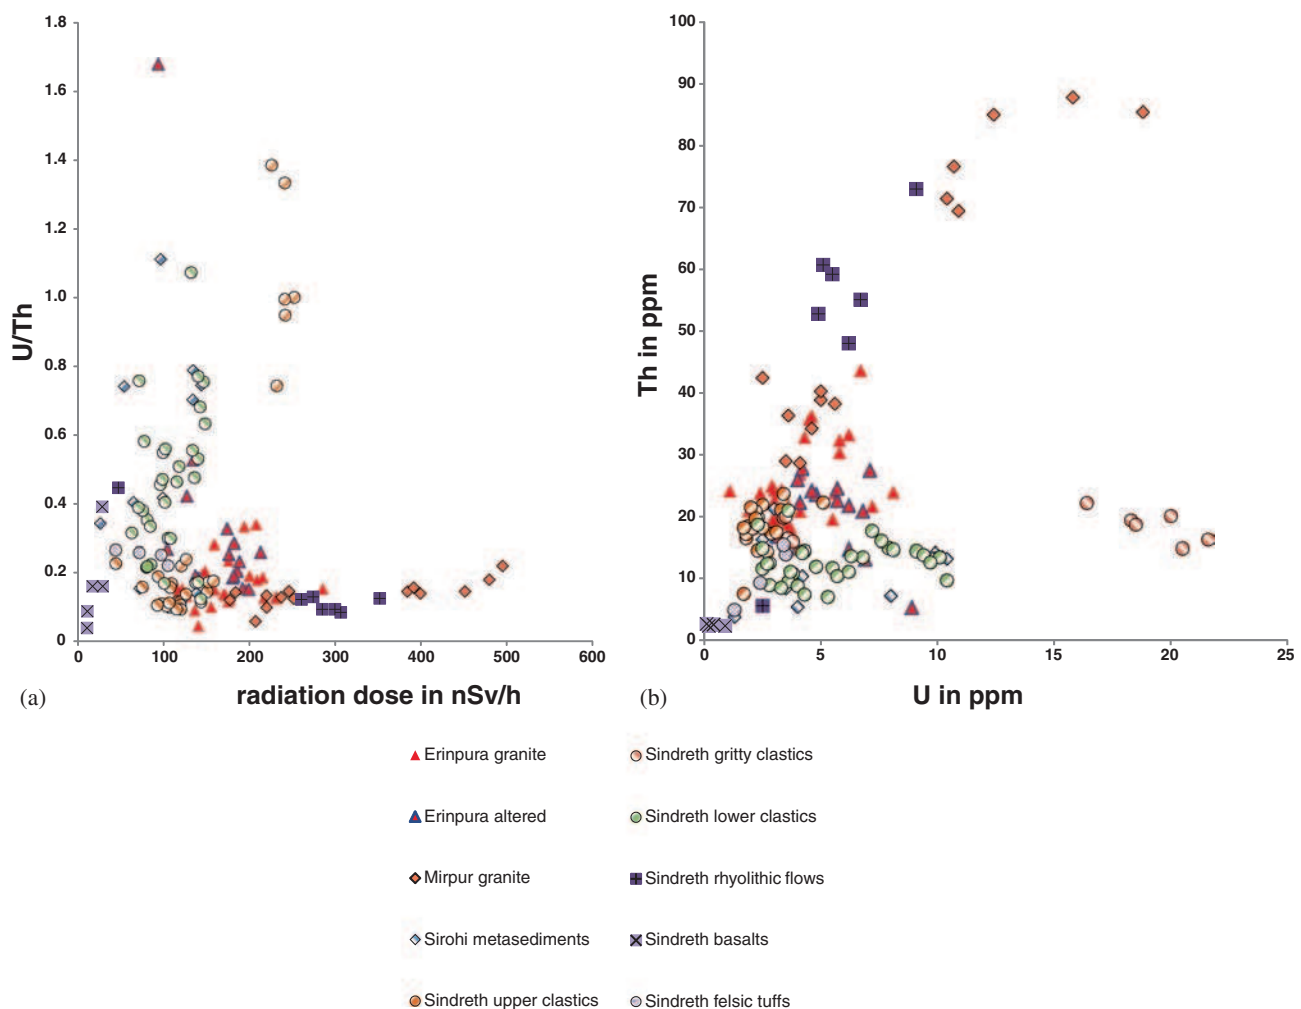 1.8
1.6
1.4
1.2
1.0
0.8
0.6
0.4
0.2
0
U/Th
0 100 200 300 400 500 600
(a) radiation dose in nSv/h
100
90
80
70
60
50
40
30
20
10
0
Th in ppm
0 5 10 15 20 25
(b) U in ppm
Erinpura granite
Erinpura altered
Mirpur granite
Sirohi metasediments
Sindreth upper clastics
Sindreth gritty clastics
Sindreth lower clastics
Sindreth rhyolithic flows
Sindreth basalts
Sindreth felsic tuffs